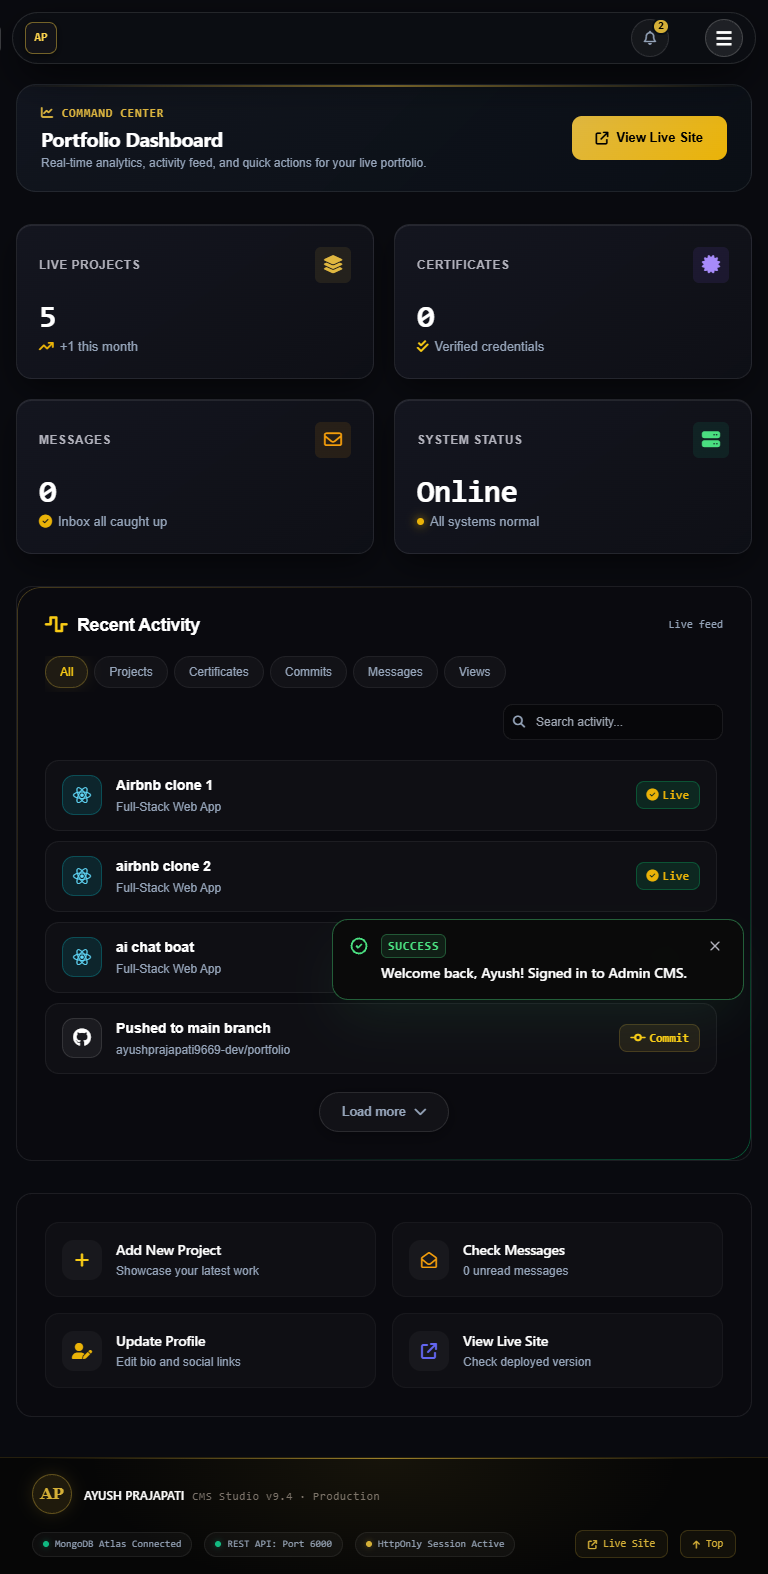 AP
2
COMMAND CENTER
Portfolio Dashboard
Real-time analytics, activity feed, and quick actions for your live portfolio.
View Live Site
LIVE PROJECTS
5
+1 this month
CERTIFICATES
0
Verified credentials
MESSAGES
0
Inbox all caught up
SYSTEM STATUS
Online
All systems normal
Recent Activity
Live feed
All Projects Certificates Commits Messages Views
Search activity...
Airbnb clone 1
Full-Stack Web App
Live
airbnb clone 2
Full-Stack Web App
Live
ai chat boat
Full-Stack Web App
SUCCESS
Welcome back, Ayush! Signed in to Admin CMS.
Pushed to main branch
ayushprajapati9669-dev/portfolio
Commit
Load more
Add New Project
Showcase your latest work
Check Messages
0 unread messages
Update Profile
Edit bio and social links
View Live Site
Check deployed version
AP
AYUSH PRAJAPATI CMS Studio v9.4 · Production
MongoDB Atlas Connected
REST API: Port 6000
HttpOnly Session Active
Live Site
Top